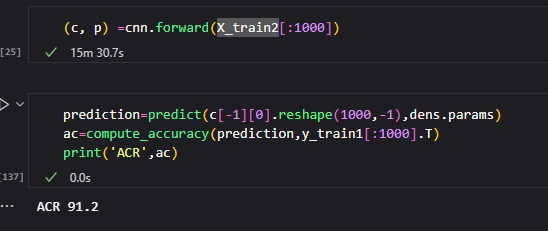 (c, p) =cnn.forward(X_train2[:1000])
[25]
15m 30.7s
prediction=predict(c[-1][0].reshape(1000,-1),dens.params)
ac=compute_accuracy(prediction,y_train1[:1000].T)
print('ACR',ac)
[137]
0.0s
... ACR 91.2